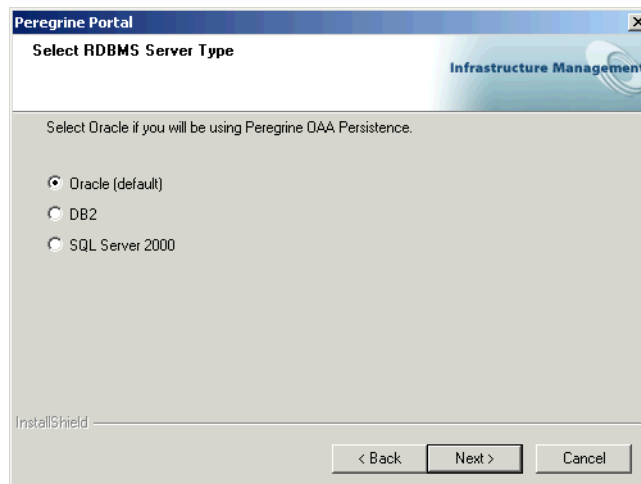 Peregrine Portal
Select RDBMS Server Type
Infrastructure Management
Select Oracle if you will be using Peregrine OAA Persistence.
Oracle (default)
DB2
SQL Server 2000
InstallShield
< Back
Next >
Cancel